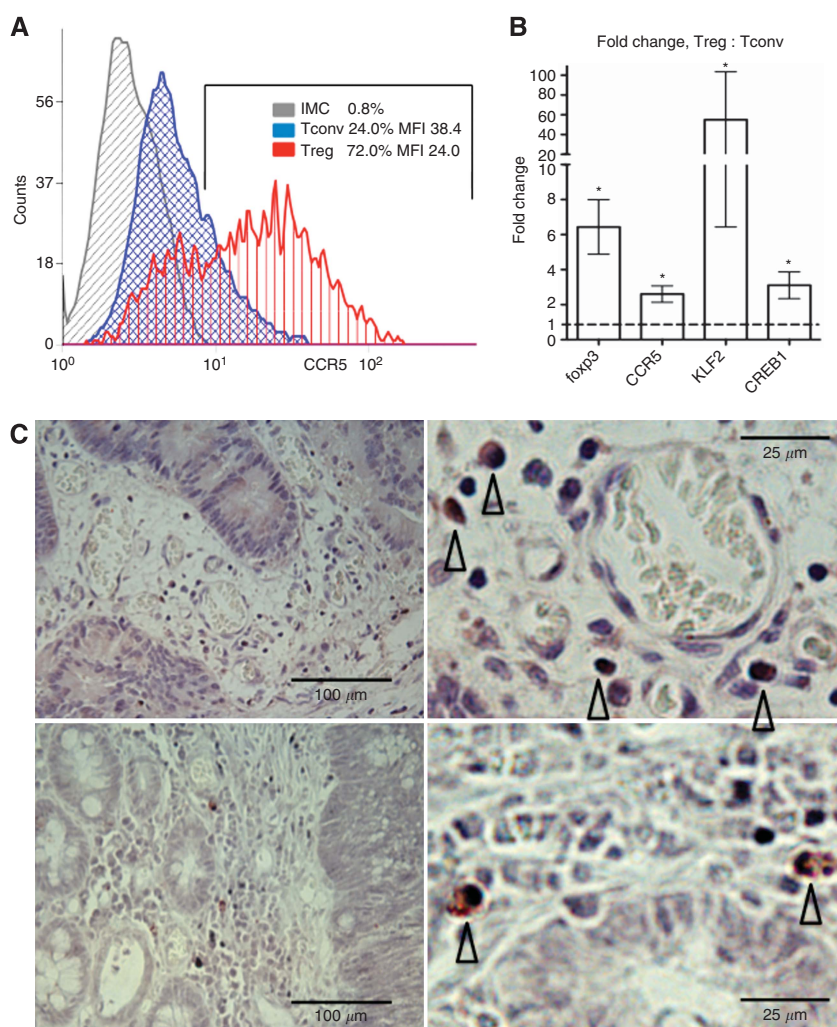 A
56
37
18
0
Counts
10⁰
10¹
CCR5
10²
IMC 0.8%
Tconv 24.0% MFI 38.4
Treg 72.0% MFI 24.0
B
Fold change, Treg : Tconv
Fold change
100
80
60
40
20
10
8
6
4
2
1
0
*
*
*
*
foxp3
CCR5
KLF2
CREB1
C
100 µm
25 µm
100 µm
25 µm